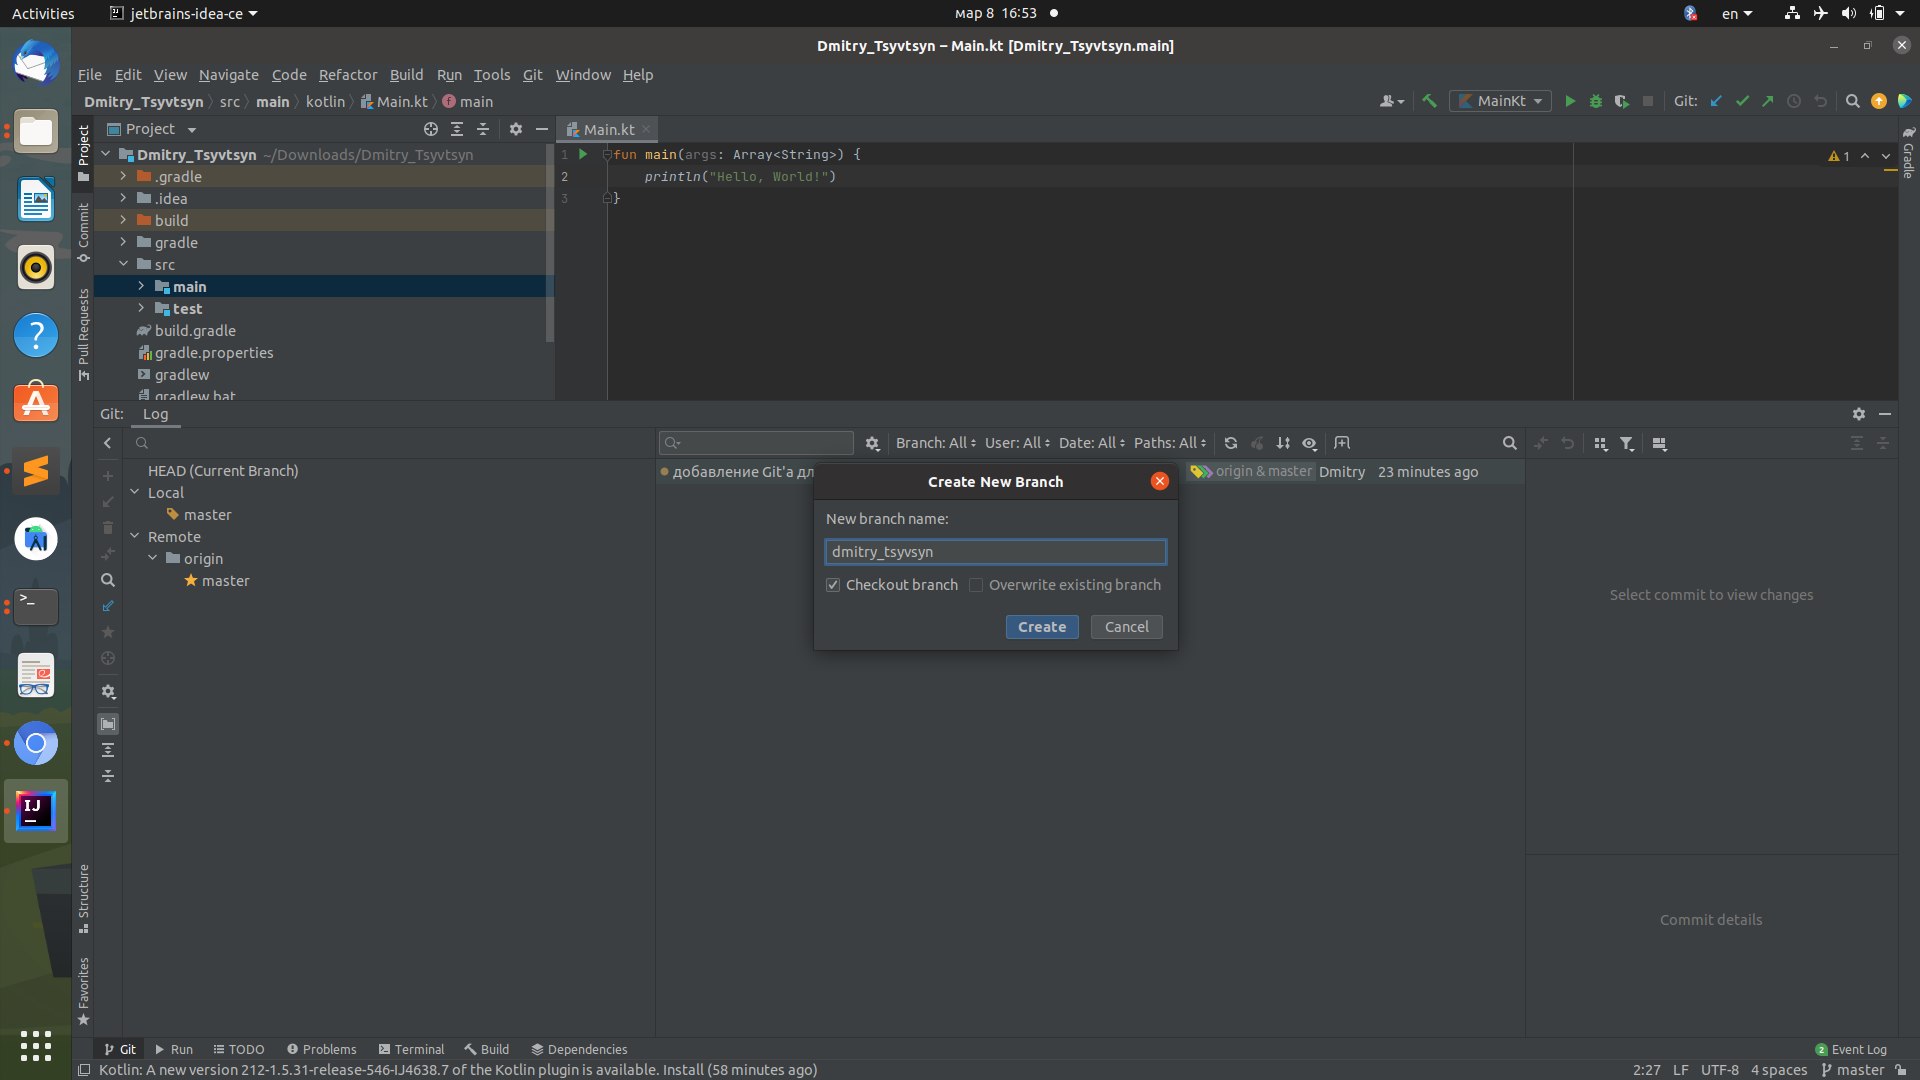 Activities jetbrains-idea-ce мар 8 16:53 en
Dmitry_Tsyvtsyn – Main.kt [Dmitry_Tsyvtsyn.main]
File Edit View Navigate Code Refactor Build Run Tools Git Window Help
Dmitry_Tsyvtsyn src main kotlin Main.kt main MainKt Git:
Project
Project
Main.kt
Gradle
Commit
Pull Requests
Dmitry_Tsyvtsyn ~/Downloads/Dmitry_Tsyvtsyn
.gradle
.idea
build
gradle
src
main
test
build.gradle
gradle.properties
gradlew
gradlew.bat
1 fun main(args: Array<String>) {
2 println("Hello, World!")
3 }
1
Git: Log
Branch: All User: All Date: All Paths: All
HEAD (Current Branch)
Local
master
Remote
origin
master
добавление Git'а дл origin & master Dmitry 23 minutes ago
Create New Branch
New branch name:
dmitry_tsyvsyn
Checkout branch Overwrite existing branch
Create Cancel
Select commit to view changes
Commit details
Structure
Favorites
Git Run TODO Problems Terminal Build Dependencies 2 Event Log
Kotlin: A new version 212-1.5.31-release-546-IJ4638.7 of the Kotlin plugin is available. Install (58 minutes ago) 2:27 LF UTF-8 4 spaces master
IJ